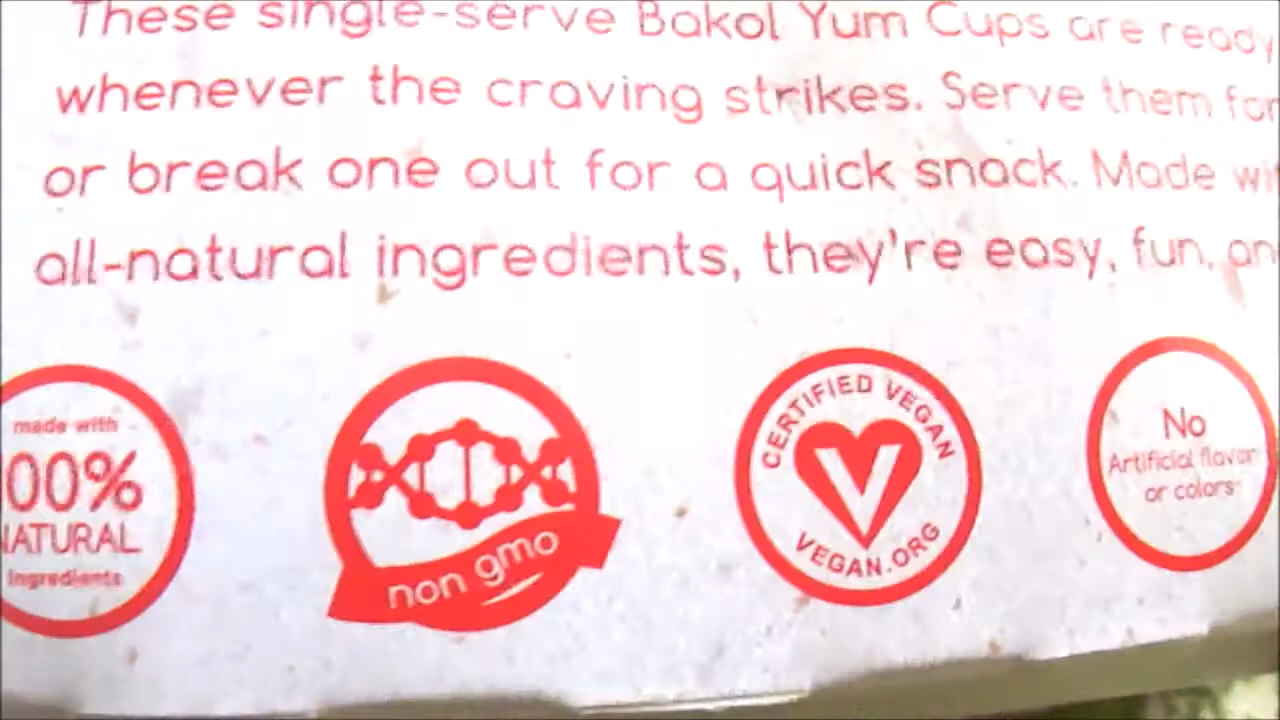 These single-serve Bakol Yum Cups are ready
whenever the craving strikes. Serve them for
or break one out for a quick snack. Made wit
all-natural ingredients, they're easy, fun, an
made with
00%
NATURAL
ingredients
non gmo
CERTIFIED VEGAN
VEGAN.ORG
No
Artificial flavor
or colors